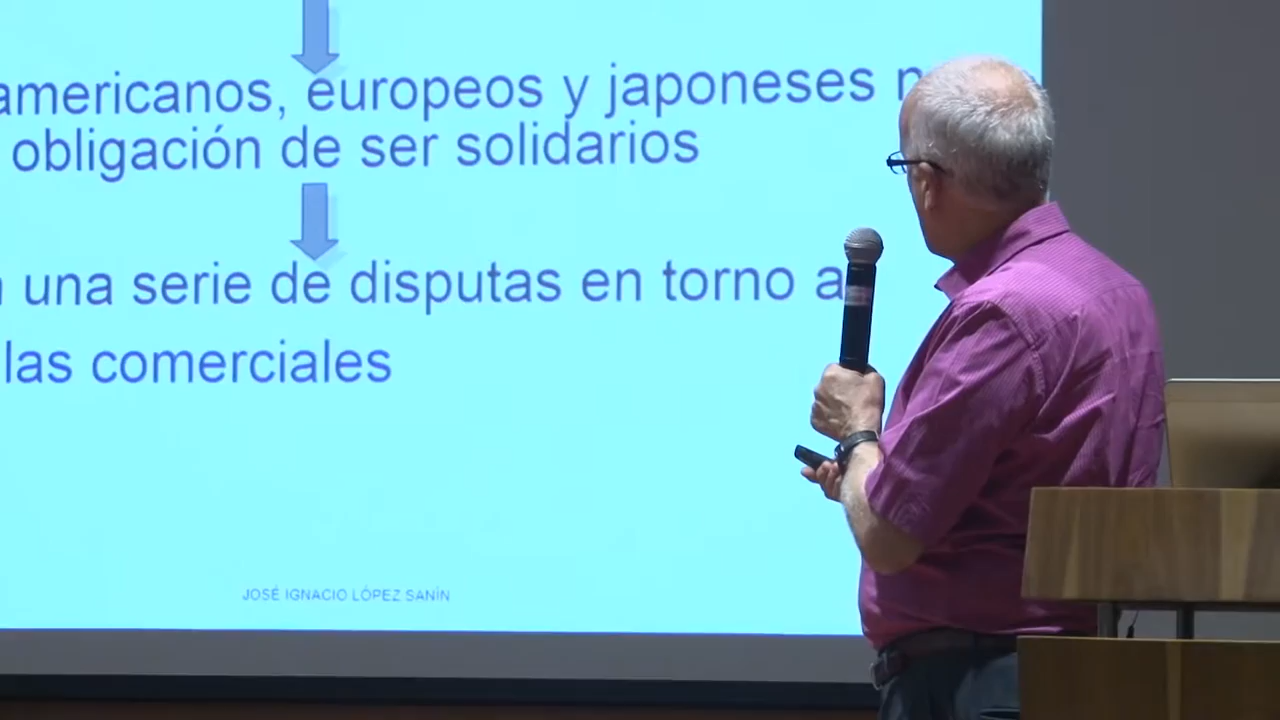 americanos, europeos y japoneses
obligación de ser solidarios
una serie de disputas en torno a
las comerciales
JOSÉ IGNACIO LÓPEZ SANÍN